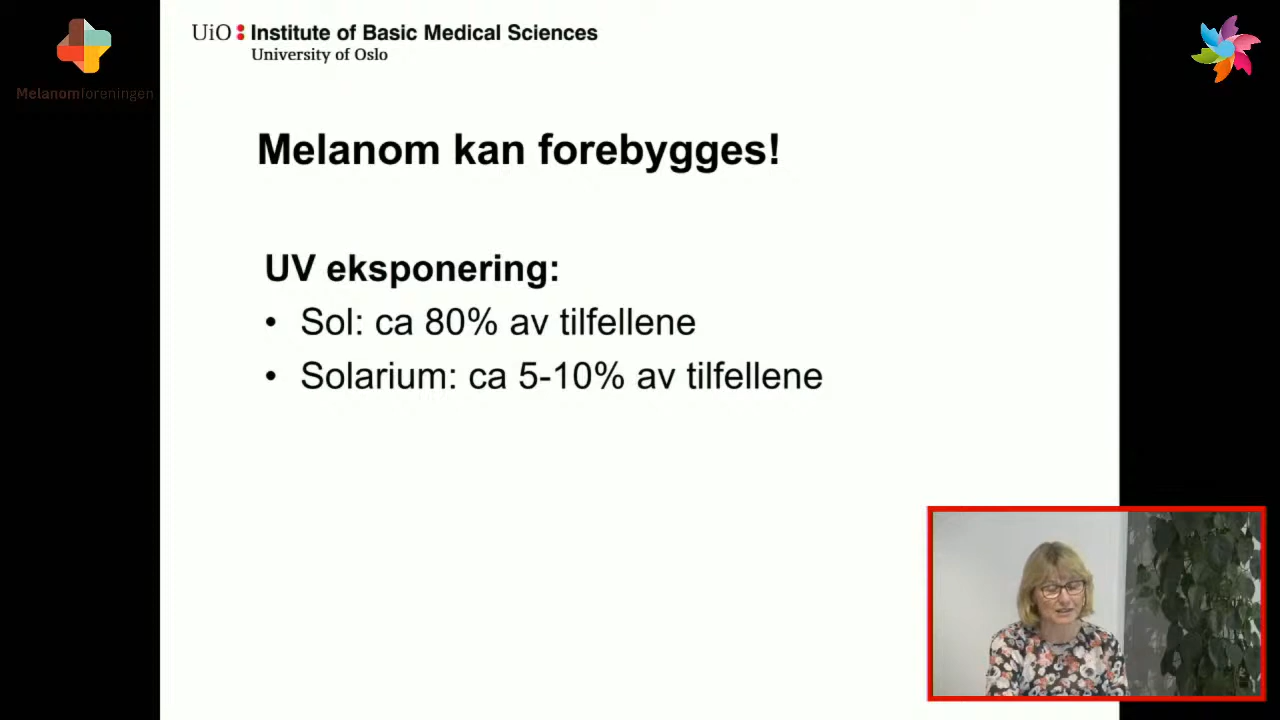 Melanomforeningen
UiO: Institute of Basic Medical Sciences
University of Oslo
Melanom kan forebygges!
UV eksponering:
• Sol: ca 80% av tilfellene
• Solarium: ca 5-10% av tilfellene